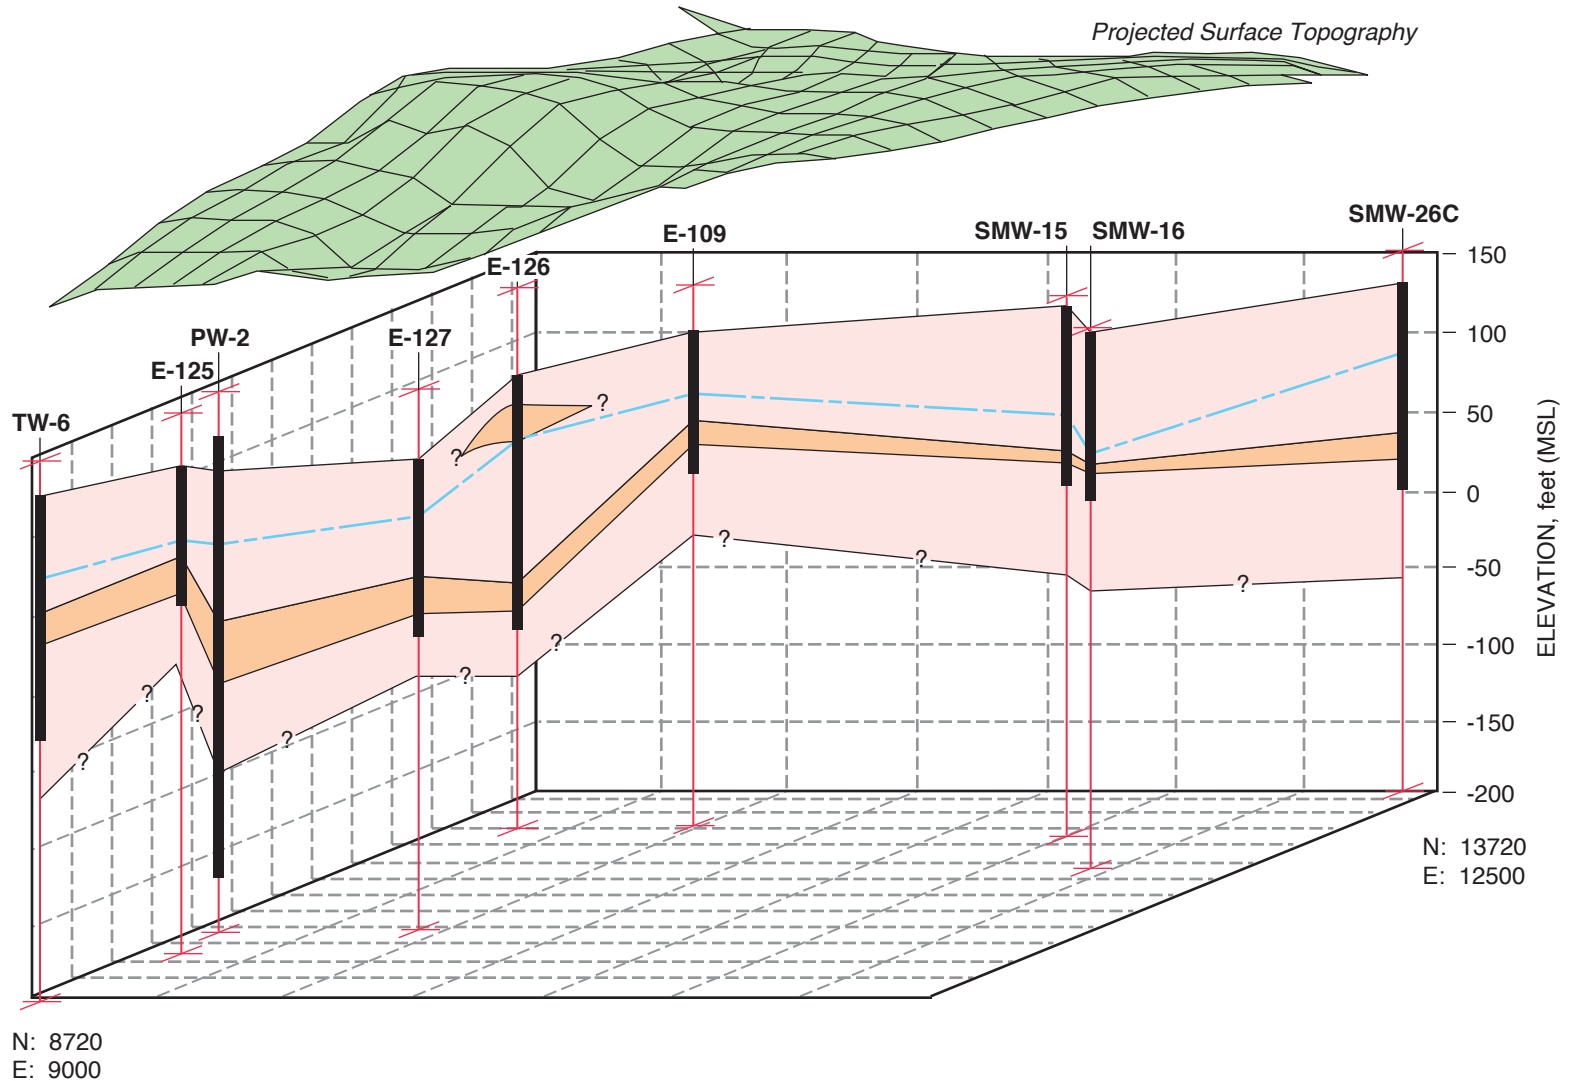 Projected Surface Topography
SMW-26C
E-109
SMW-15
SMW-16
E-126
PW-2
E-127
E-125
TW-6
150
100
50
0
-50
-100
-150
-200
ELEVATION, feet (MSL)
?
?
?
?
?
?
?
?
?
?
?
?
N: 13720
E: 12500
N: 8720
E: 9000